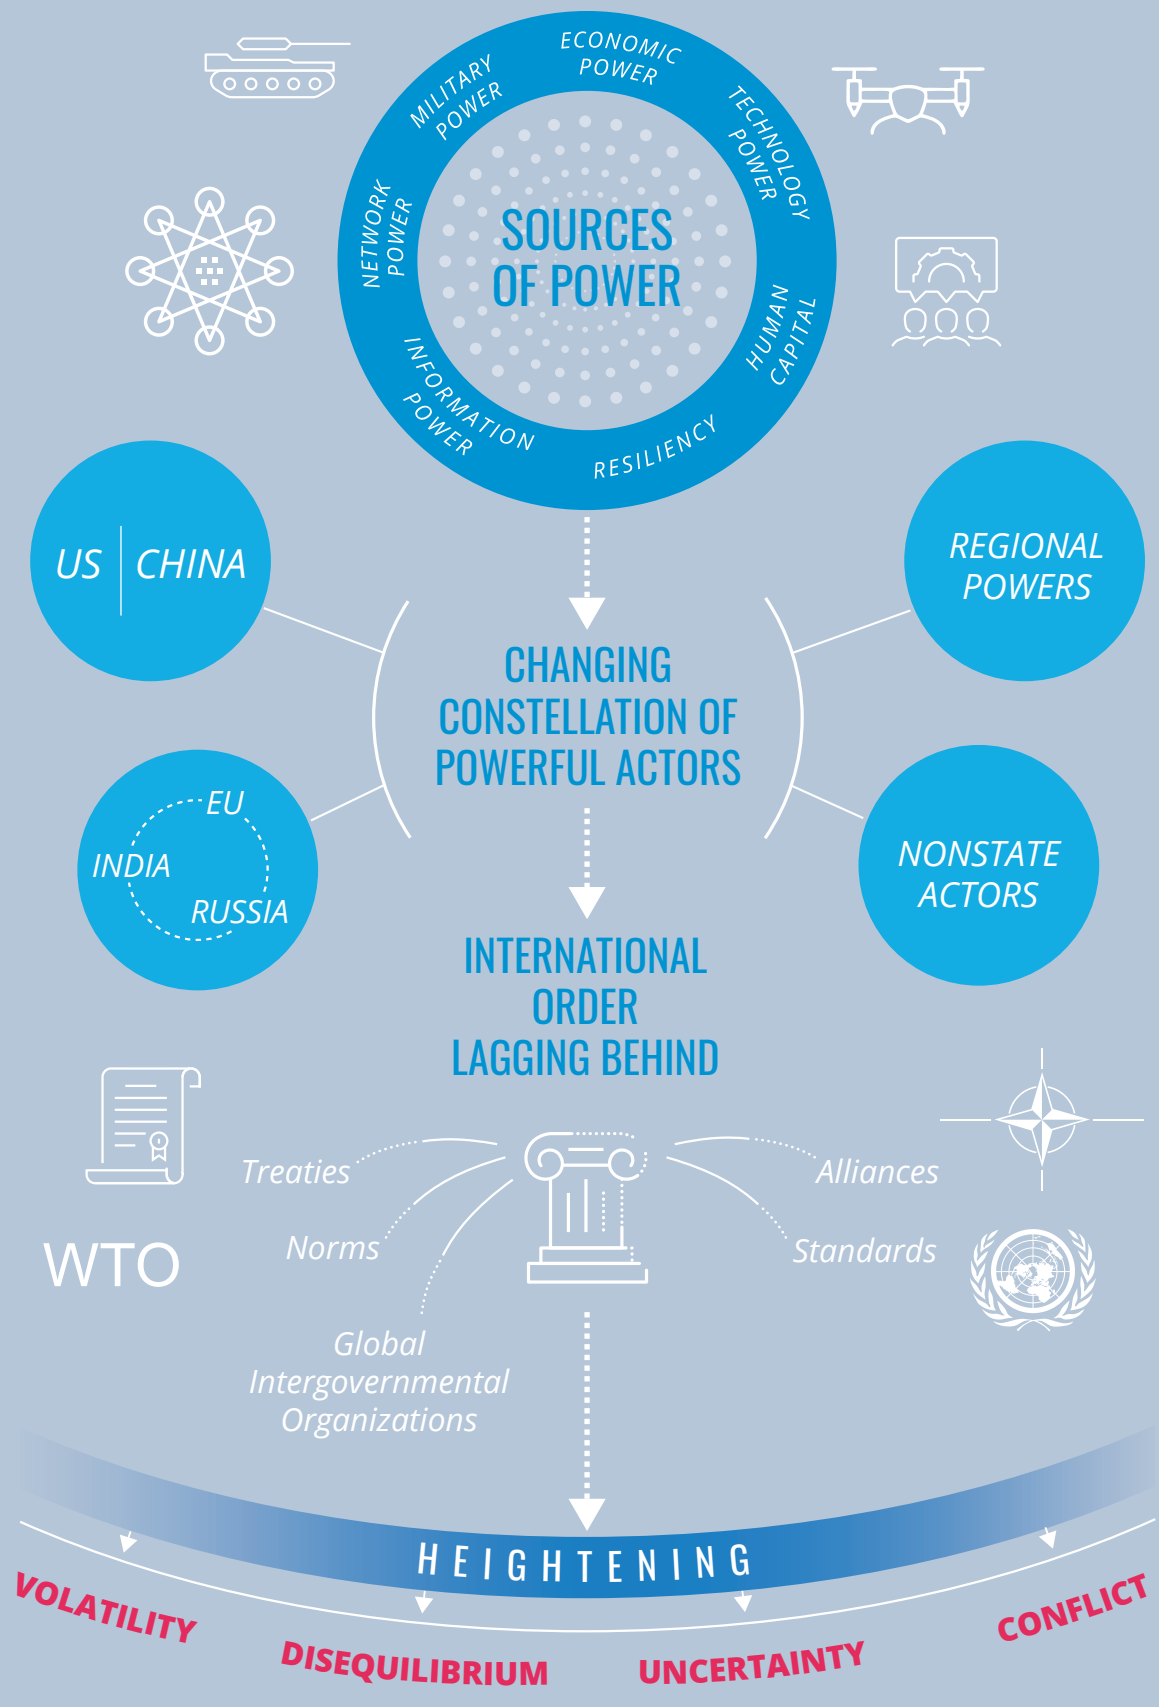 ECONOMIC
POWER
MILITARY
POWER
TECHNOLOGY
POWER
NETWORK
POWER
SOURCES
OF POWER
HUMAN
CAPITAL
INFORMATION
POWER
RESILIENCY
US CHINA
REGIONAL
POWERS
CHANGING
CONSTELLATION OF
POWERFUL ACTORS
EU
INDIA
RUSSIA
NONSTATE
ACTORS
INTERNATIONAL
ORDER
LAGGING BEHIND
Treaties
Alliances
Norms
Standards
WTO
Global
Intergovernmental
Organizations
HEIGHTENING
VOLATILITY
DISEQUILIBRIUM
UNCERTAINTY
CONFLICT